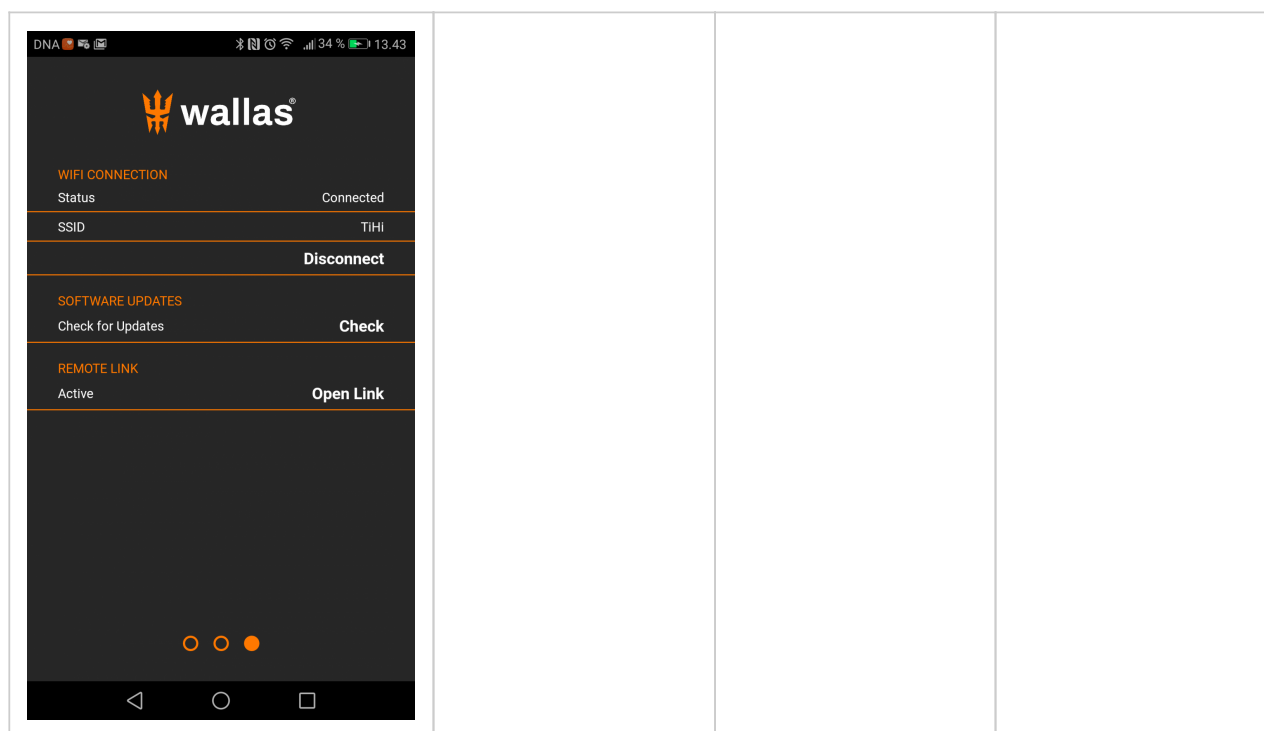 DNA 34 % 13.43
wallas®
WIFI CONNECTION
Status Connected
SSID TiHi
Disconnect
SOFTWARE UPDATES
Check for Updates Check
REMOTE LINK
Active Open Link